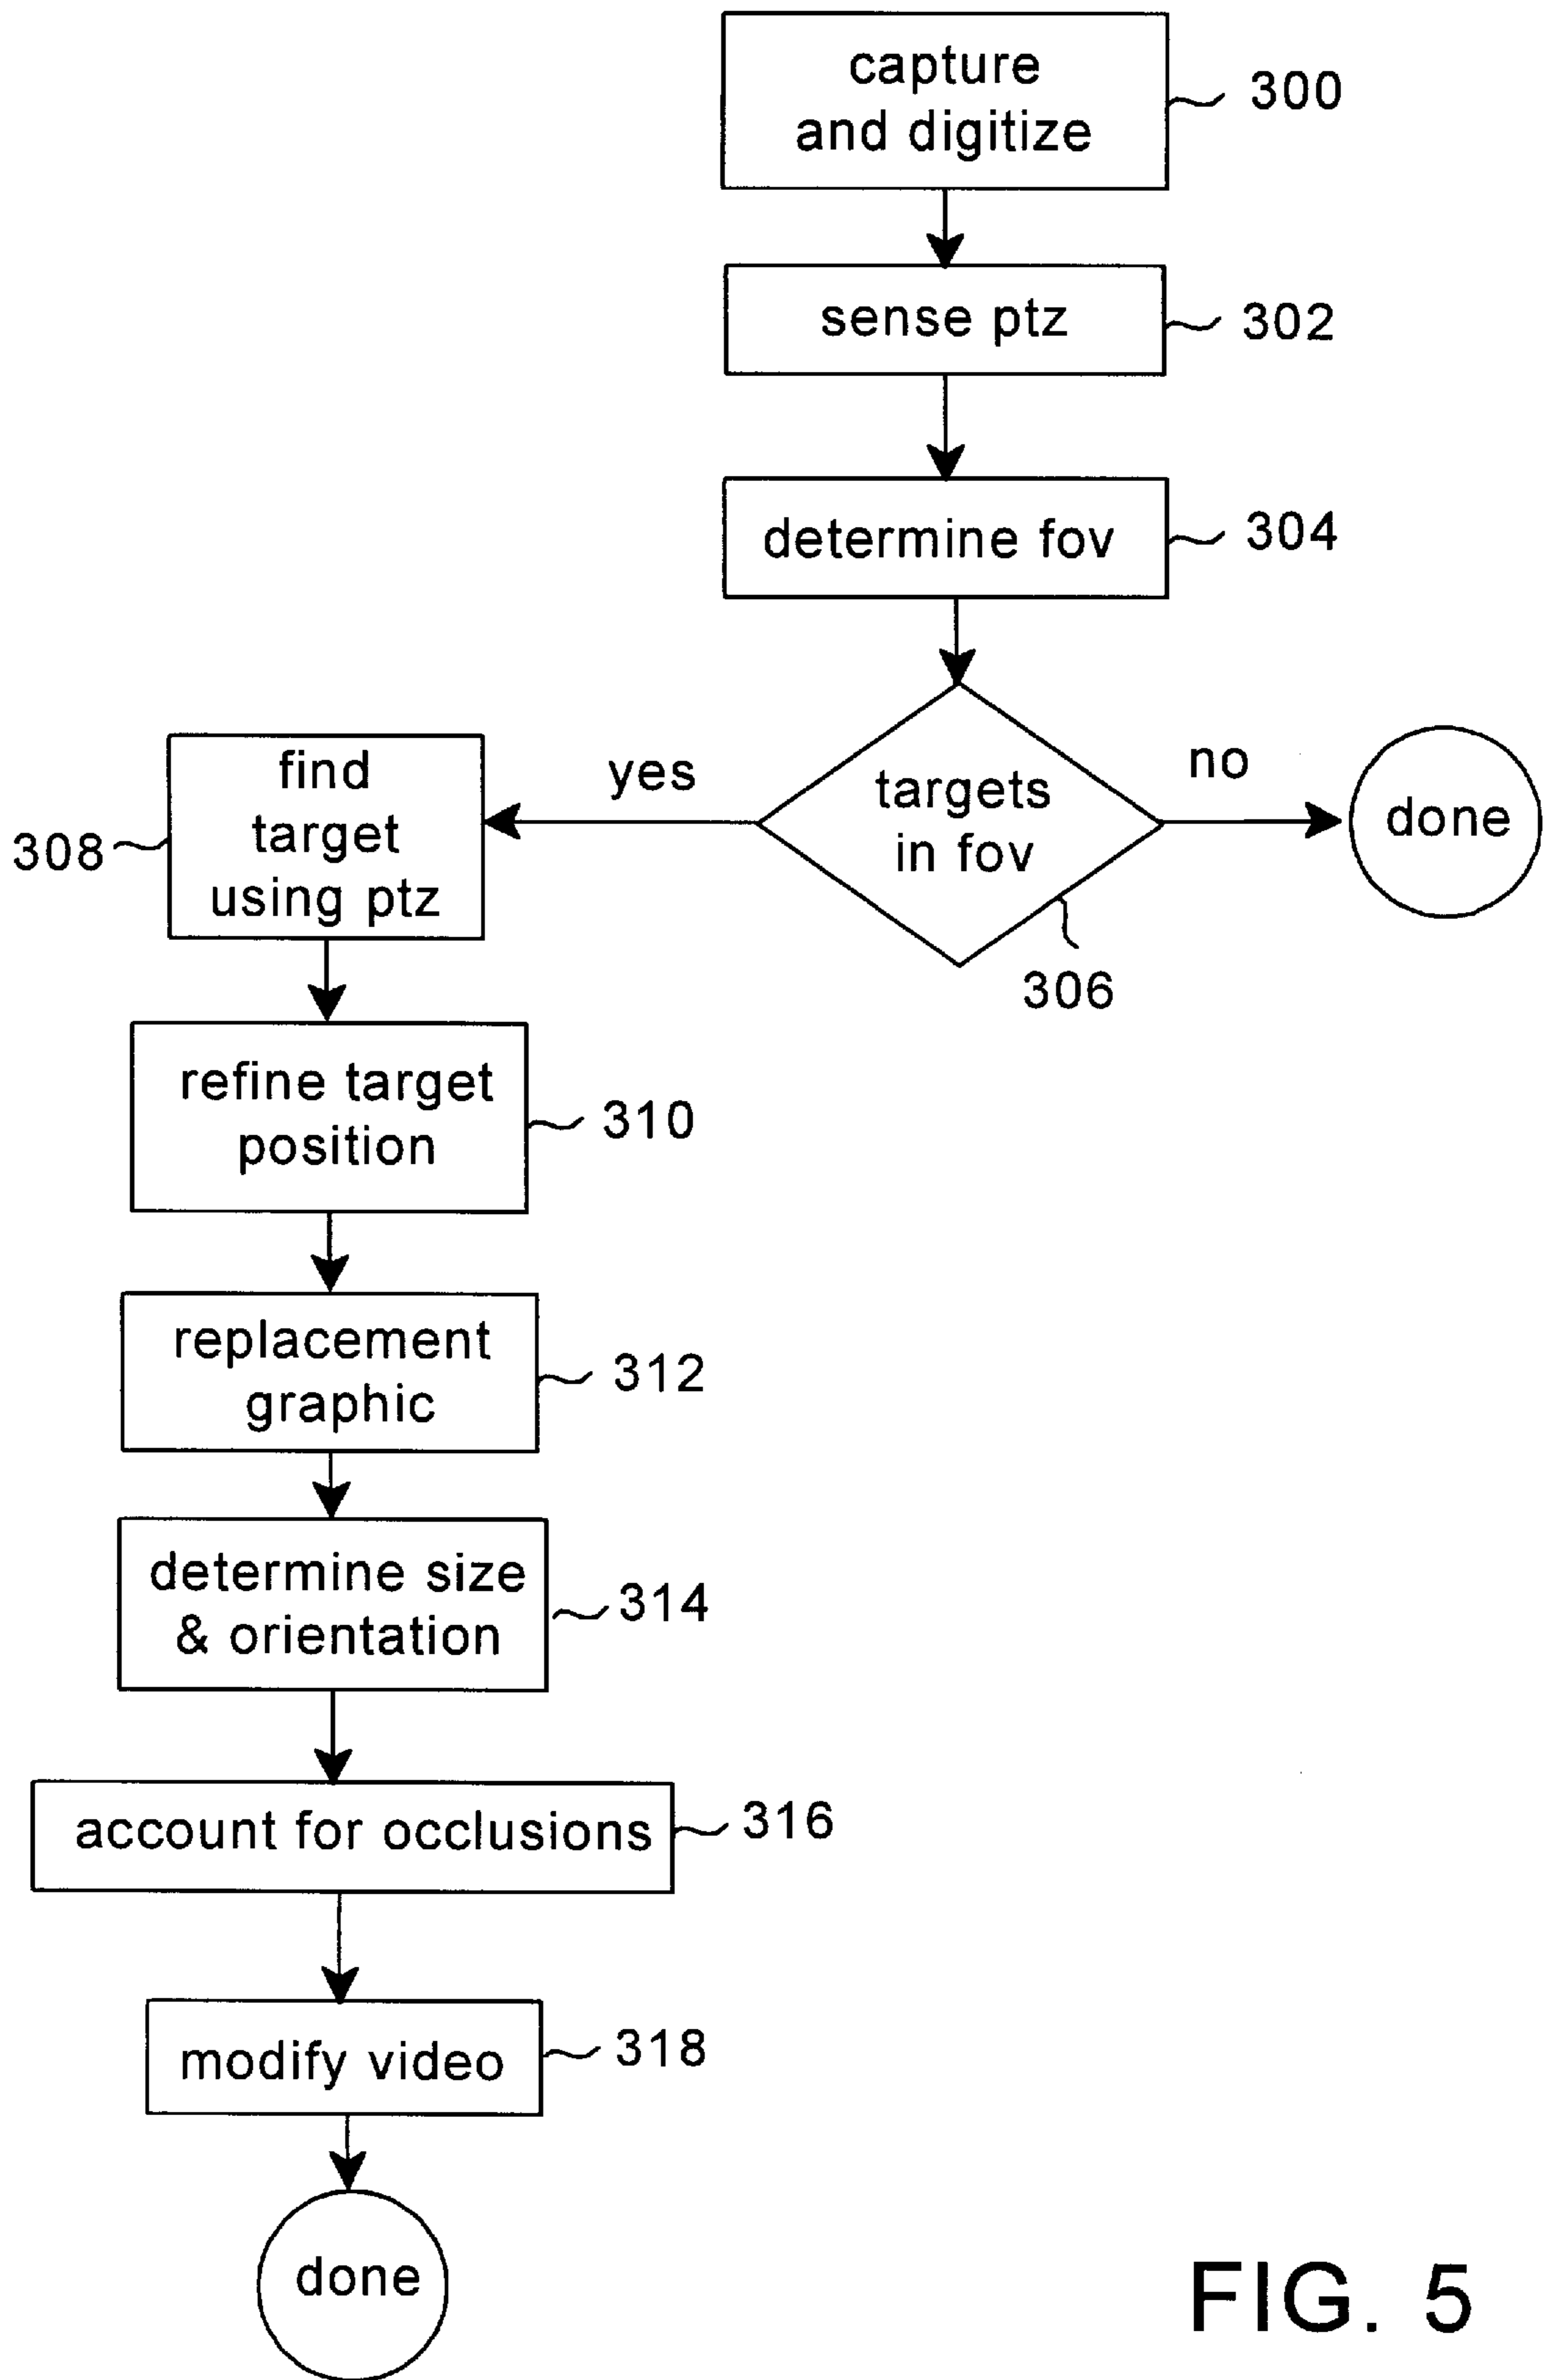 capture
and digitize
300
sense ptz
302
determine fov
304
targets
in fov
306
yes
no
done
find
target
using ptz
308
refine target
position
310
replacement
graphic
312
determine size
& orientation
314
account for occlusions
316
modify video
318
done
FIG. 5